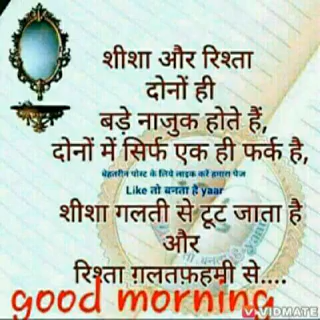 शीशा और रिश्ता
दोनों ही
बड़े नाजुक होते हैं,
दोनों में सिर्फ एक ही फर्क है,
बेहतरीन पोस्ट के लिये लाइक करें हमारा पेज
Like तो बनता है yaar
शीशा गलती से टूट जाता है
और
रिश्ता ग़लतफ़हमी से....
good morning
VIDMATE